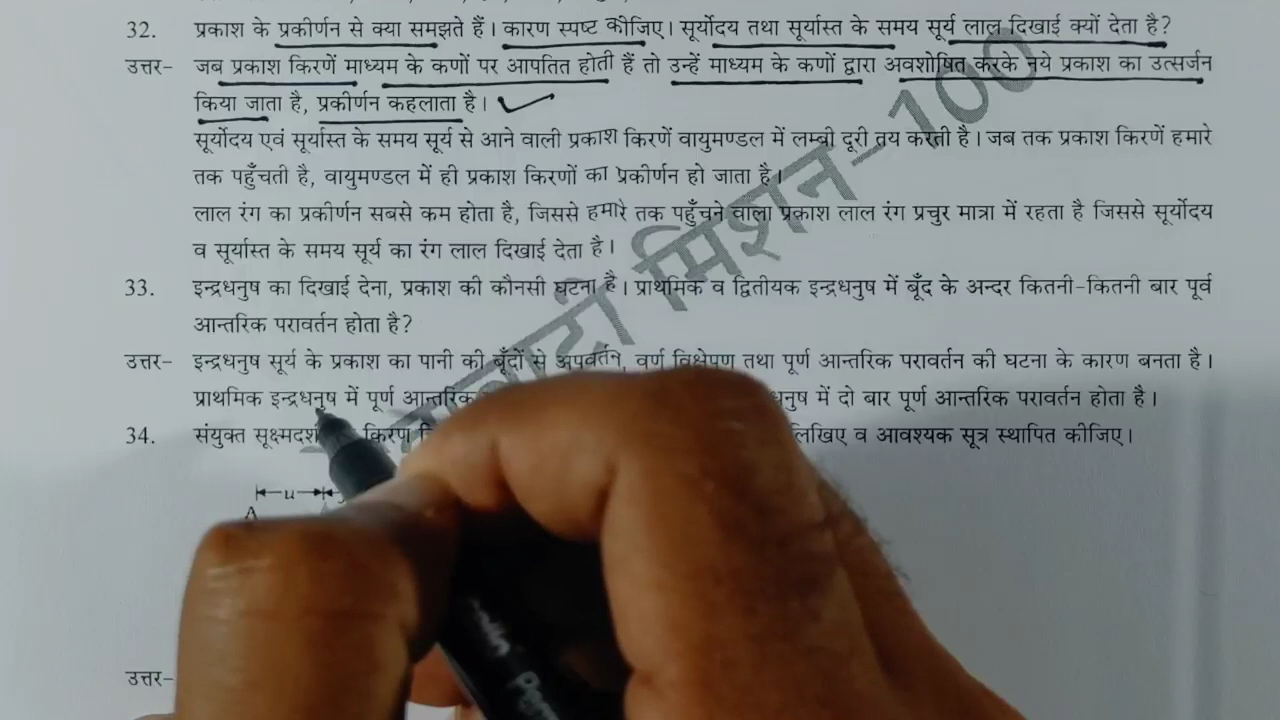 32. प्रकाश के प्रकीर्णन से क्या समझते हैं। कारण स्पष्ट कीजिए। सूर्योदय तथा सूर्यास्त के समय सूर्य लाल दिखाई क्यों देता है?
उत्तर– जब प्रकाश किरणें माध्यम के कणों पर आपतित होती हैं तो उन्हें माध्यम के कणों द्वारा अवशोषित करके नये प्रकाश का उत्सर्जन
किया जाता है, प्रकीर्णन कहलाता है।
सूर्योदय एवं सूर्यास्त के समय सूर्य से आने वाली प्रकाश किरणें वायुमण्डल में लम्बी दूरी तय करती है। जब तक प्रकाश किरणें हमारे
तक पहुँचती है, वायुमण्डल में ही प्रकाश किरणों का प्रकीर्णन हो जाता है।
लाल रंग का प्रकीर्णन सबसे कम होता है, जिससे हमारे तक पहुँचने वाला प्रकाश लाल रंग प्रचुर मात्रा में रहता है जिससे सूर्योदय
व सूर्यास्त के समय सूर्य का रंग लाल दिखाई देता है।
33. इन्द्रधनुष का दिखाई देना, प्रकाश की कौनसी घटना है। प्राथमिक व द्वितीयक इन्द्रधनुष में बूँद के अन्दर कितनी-कितनी बार पूर्व
आन्तरिक परावर्तन होता है?
उत्तर– इन्द्रधनुष सूर्य के प्रकाश का पानी की बूँदों से अपवर्तन, वर्ण विक्षेपण तथा पूर्ण आन्तरिक परावर्तन की घटना के कारण बनता है।
प्राथमिक इन्द्रधनुष में पूर्ण आन्तरिक में दो बार पूर्ण आन्तरिक परावर्तन होता है।
34. संयुक्त किरण व आवश्यक सूत्र स्थापित कीजिए।
u
A
उत्तर–
मिशन–100